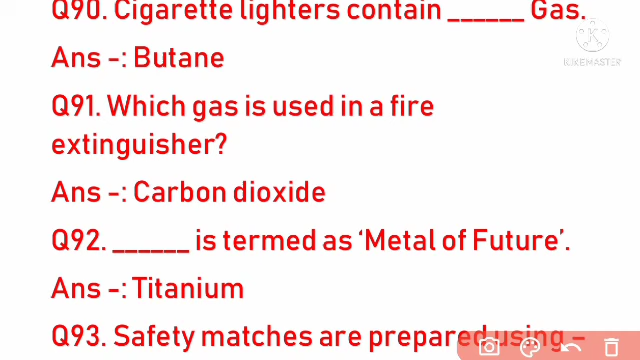 Q90. Cigarette lighters contain ______ Gas.
Ans -: Butane
Q91. Which gas is used in a fire
extinguisher?
Ans -: Carbon dioxide
Q92. ______ is termed as ‘Metal of Future’.
Ans -: Titanium
Q93. Safety matches are prepared using –
KINEMASTER